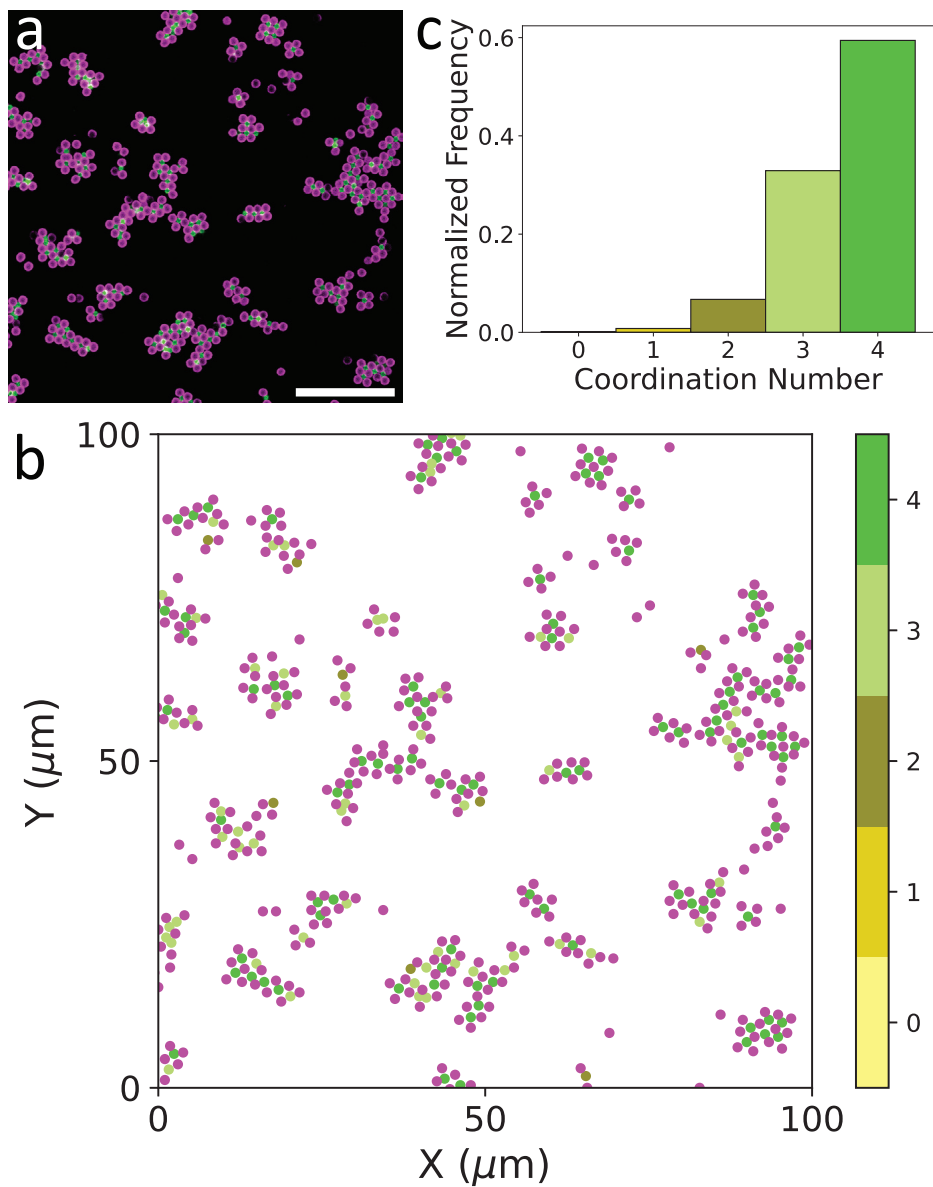 a
c
Normalized Frequency
0.6
0.4
0.2
0.0
0 1 2 3 4
Coordination Number
b
100
50
0
Y (μm)
0 50 100
X (μm)
4
3
2
1
0